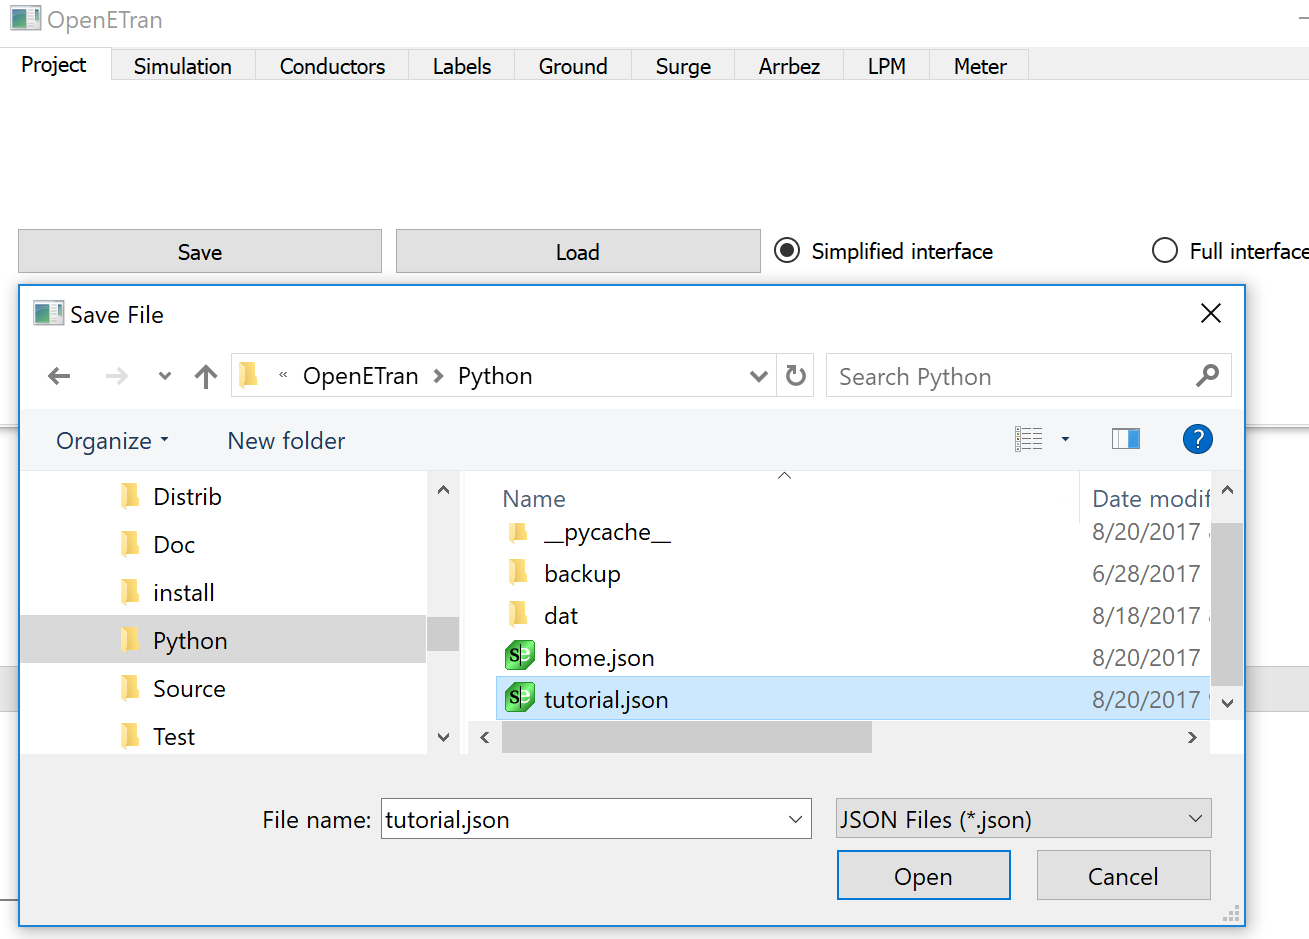 OpenETran
Project Simulation Conductors Labels Ground Surge Arrbez LPM Meter
Save Load Simplified interface Full interface
Save File
« OpenETran > Python Search Python
Organize New folder ?
Distrib
Doc
install
Python
Source
Test
Name Date modif
__pycache__ 8/20/2017
backup 6/28/2017
dat 8/18/2017
home.json 8/20/2017
tutorial.json 8/20/2017
File name: tutorial.json JSON Files (*.json)
Open Cancel